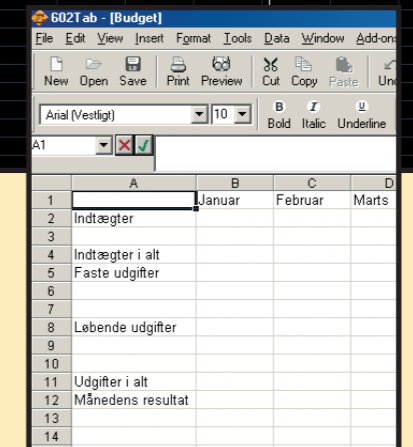 602Tab - [Budget]
File Edit View Insert Format Tools Data Window Add-ons
New Open Save Print Preview Cut Copy Paste
Arial (Vestligt) 10 Bold Italic Underline
A1
A B C D
1 Januar Februar Marts
2 Indtægter
3
4 Indtægter i alt
5 Faste udgifter
6
7
8 Løbende udgifter
9
10
11 Udgifter i alt
12 Månedens resultat
13
14